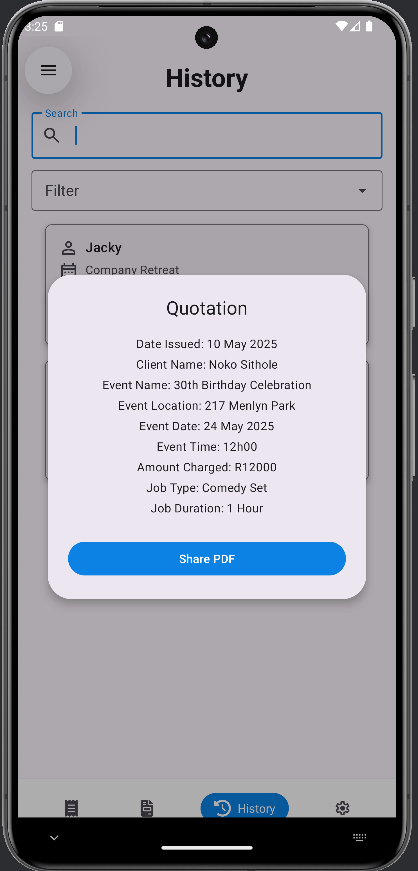 3:25
History
Search
Filter
Jacky
Company Retreat
Quotation
Date Issued: 10 May 2025
Client Name: Noko Sithole
Event Name: 30th Birthday Celebration
Event Location: 217 Menlyn Park
Event Date: 24 May 2025
Event Time: 12h00
Amount Charged: R12000
Job Type: Comedy Set
Job Duration: 1 Hour
Share PDF
History